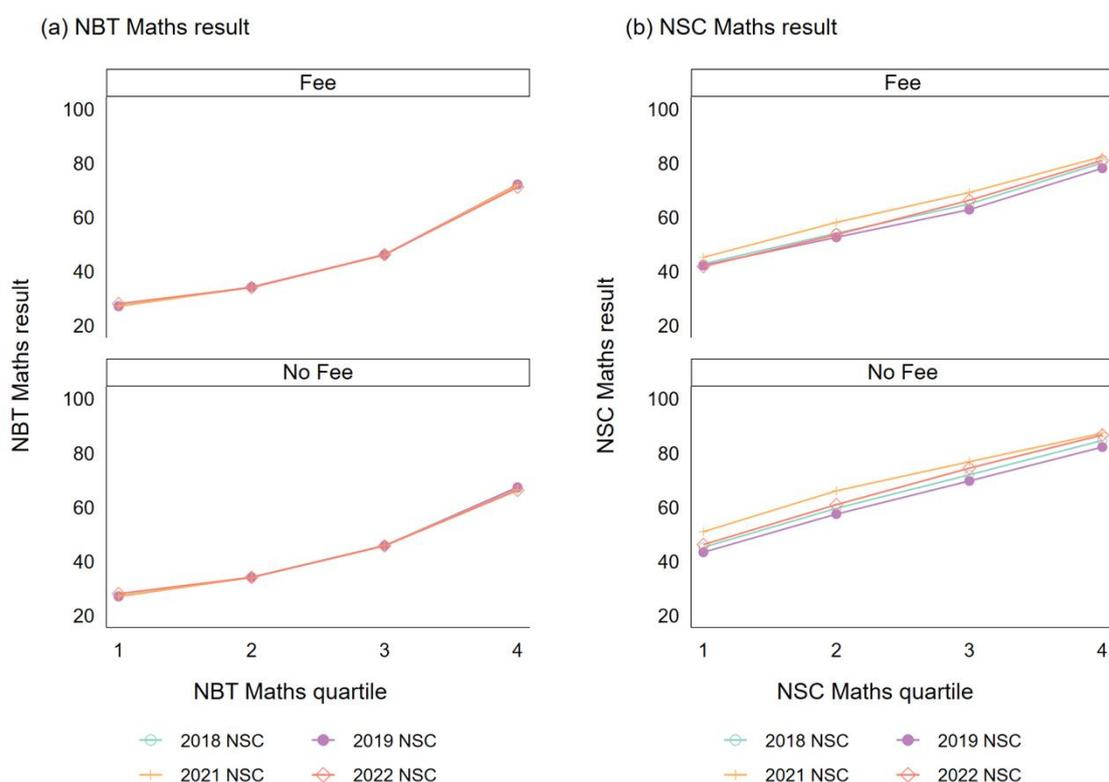 (a) NBT Maths result
Fee
100
80
60
40
20
No Fee
100
80
60
40
20
1 2 3 4
NBT Maths result
NBT Maths quartile
2018 NSC 2019 NSC
2021 NSC 2022 NSC
(b) NSC Maths result
Fee
100
80
60
40
20
No Fee
100
80
60
40
20
1 2 3 4
NSC Maths result
NSC Maths quartile
2018 NSC 2019 NSC
2021 NSC 2022 NSC